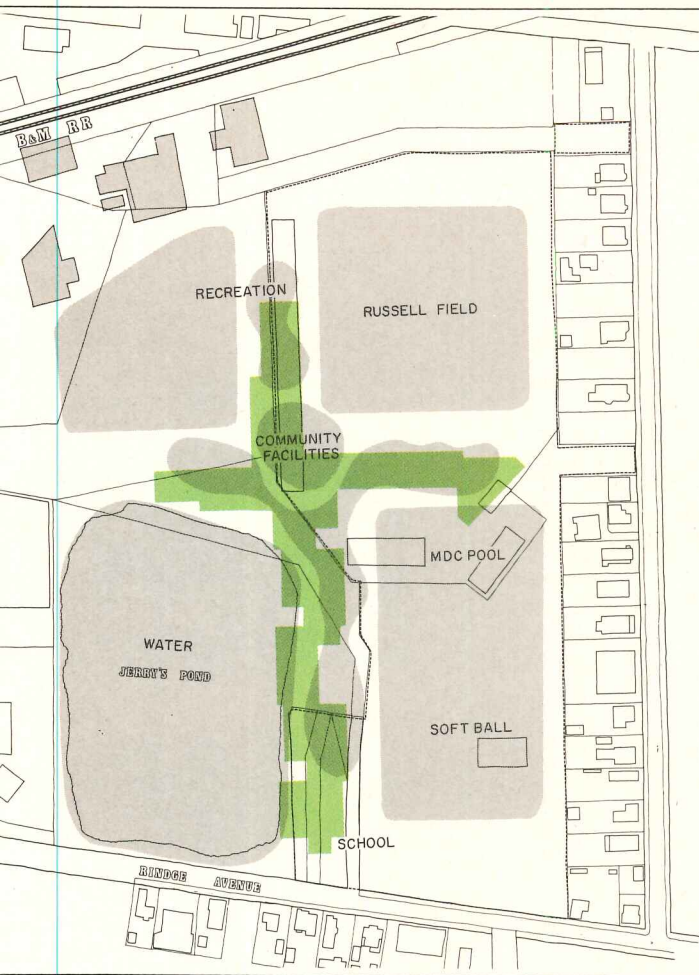 B&M RR
RECREATION
RUSSELL FIELD
COMMUNITY
FACILITIES
MDC POOL
WATER
JERRY'S POND
SOFT BALL
SCHOOL
RINDGE AVENUE